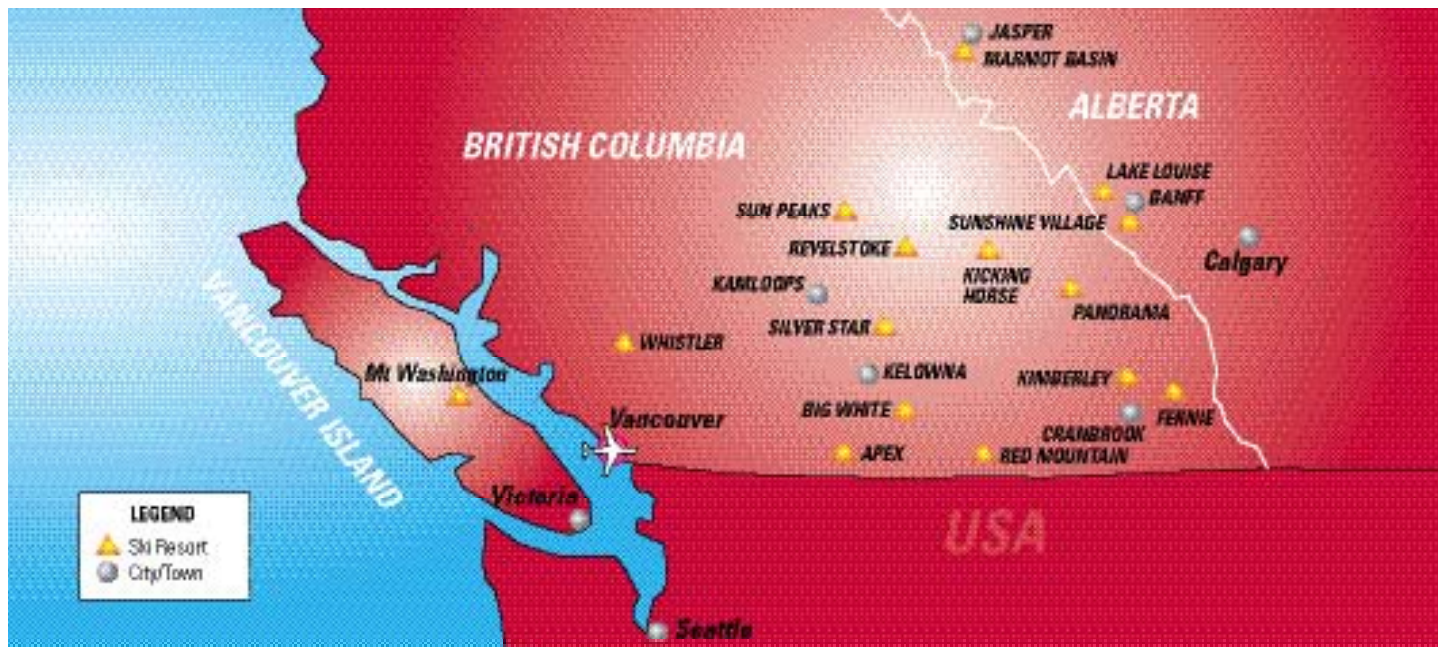 JASPER
MARMOT BASIN
ALBERTA
BRITISH COLUMBIA
LAKE LOUISE
BANFF
SUN PEAKS
SUNSHINE VILLAGE
REVELSTOKE
Calgary
KICKING
HORSE
KAMLOOPS
PANORAMA
SILVER STAR
WHISTLER
VANCOUVER ISLAND
Mt Washington
KELOWNA
KIMBERLEY
BIG WHITE
FERNIE
Vancouver
CRANBROOK
APEX
RED MOUNTAIN
Victoria
LEGEND
Ski Resort
City/Town
USA
Seattle